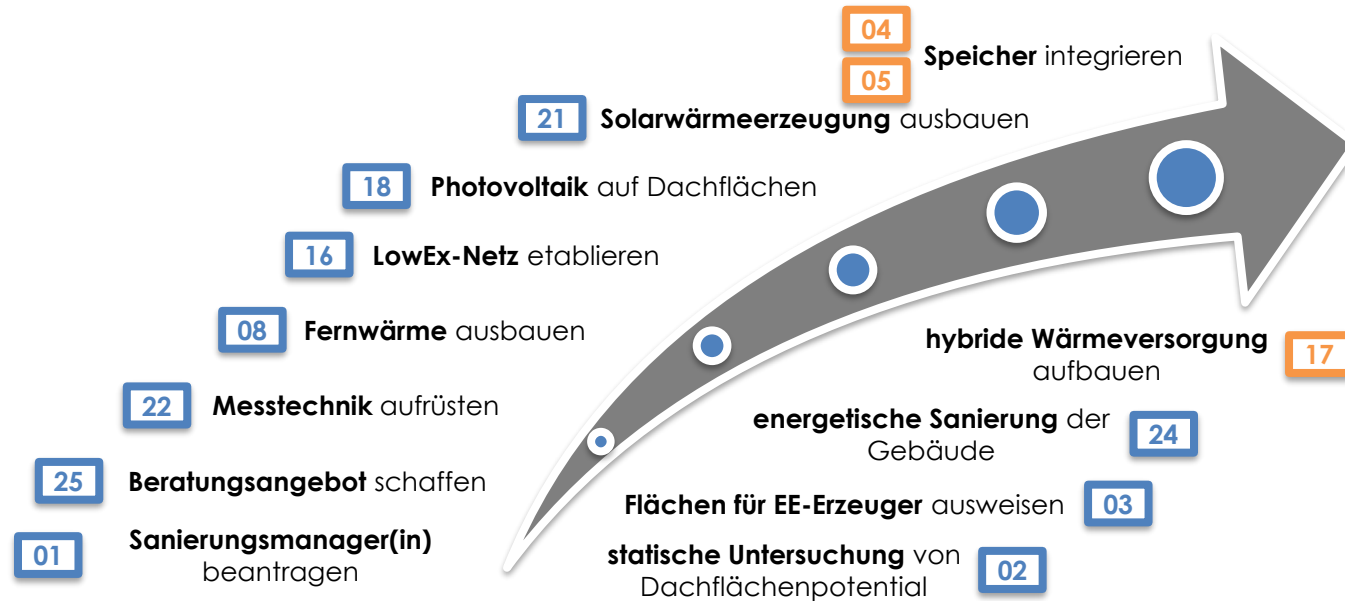 04
05
Speicher integrieren
21
Solarwärmeerzeugung ausbauen
18
Photovoltaik auf Dachflächen
16
LowEx-Netz etablieren
08
Fernwärme ausbauen
22
Messtechnik aufrüsten
25
Beratungsangebot schaffen
01
Sanierungsmanager(in)
beantragen
hybride Wärmeversorgung
aufbauen
17
energetische Sanierung der
Gebäude
24
Flächen für EE-Erzeuger ausweisen
03
statische Untersuchung von
Dachflächenpotential
02